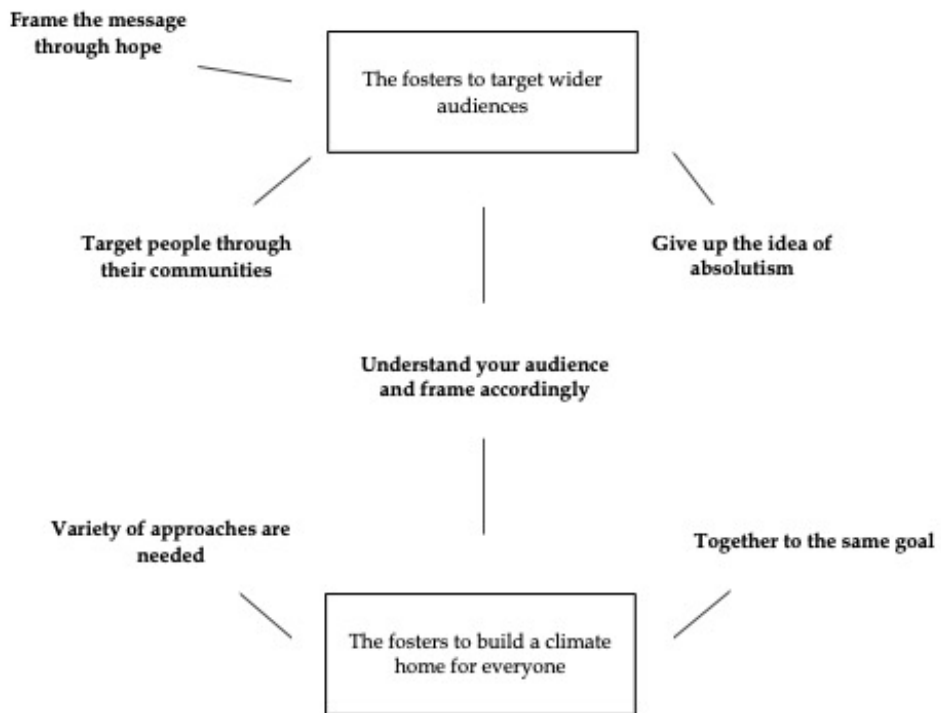 Frame the message
through hope
The fosters to target wider
audiences
Target people through
their communities
Give up the idea of
absolutism
Understand your audience
and frame accordingly
Variety of approaches are
needed
Together to the same goal
The fosters to build a climate
home for everyone